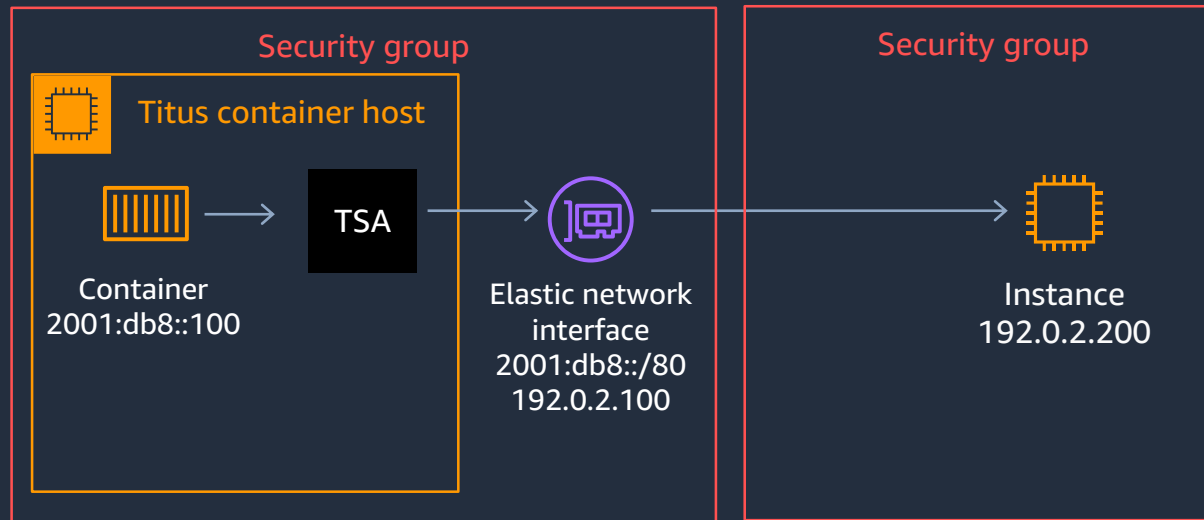 Security group
Security group
Titus container host
TSA
Container
2001:db8::100
Elastic network
interface
2001:db8::/80
192.0.2.100
Instance
192.0.2.200